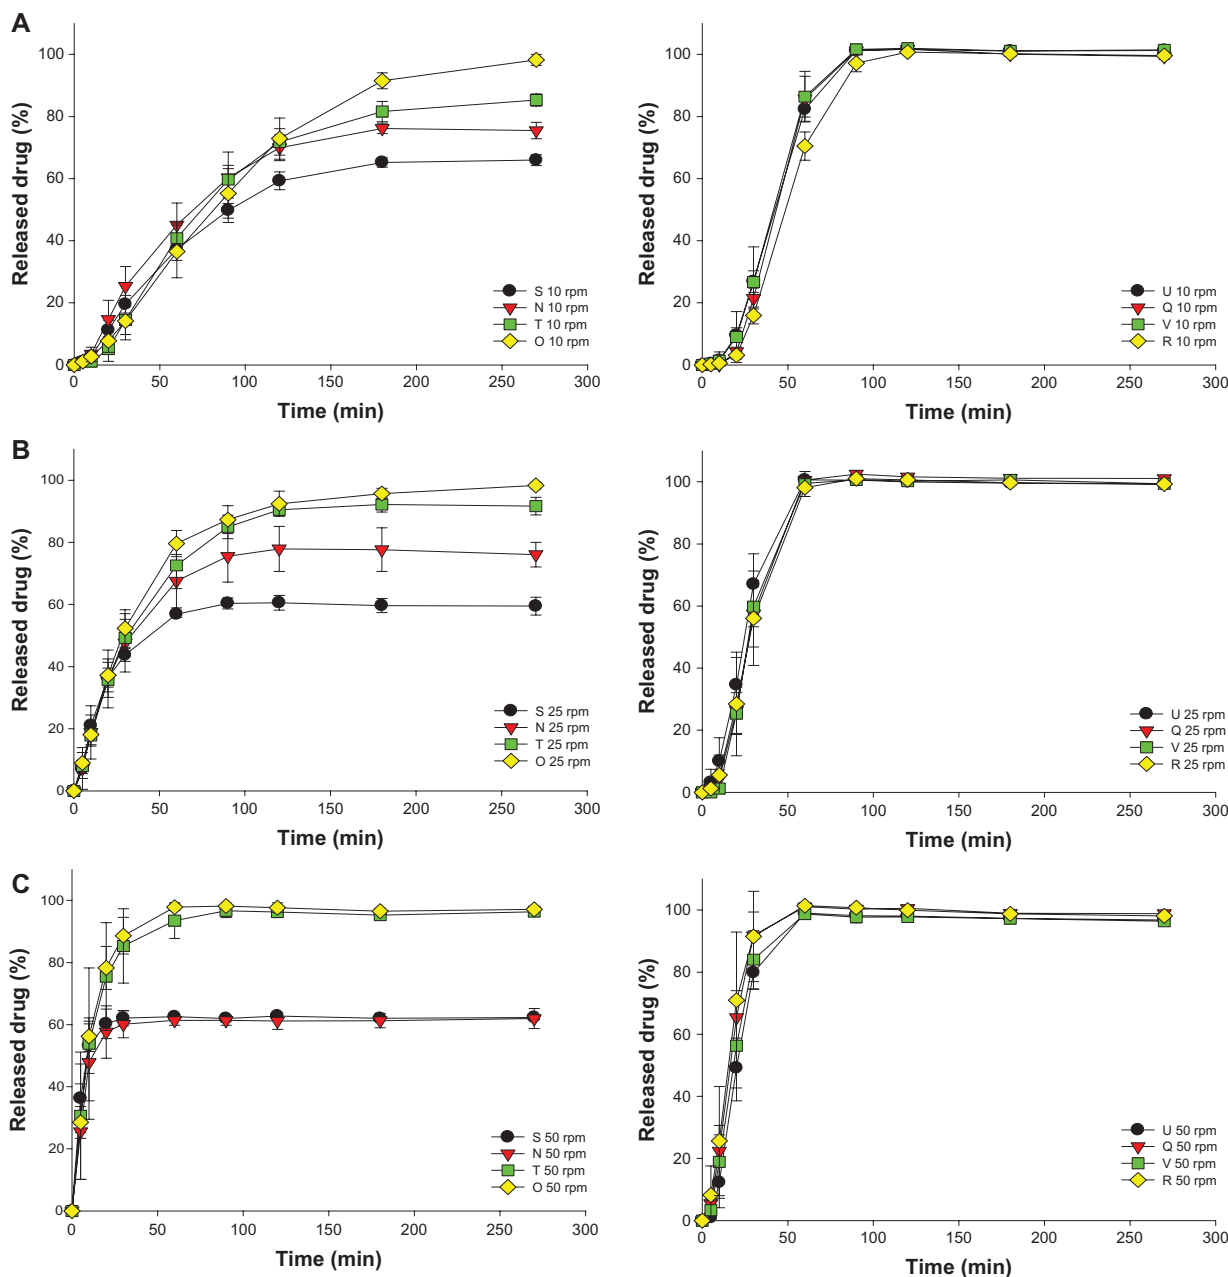 A
Released drug (%)
100
80
60
40
20
0
S 10 rpm
N 10 rpm
T 10 rpm
O 10 rpm
0 50 100 150 200 250 300
Time (min)
Released drug (%)
100
80
60
40
20
0
U 10 rpm
Q 10 rpm
V 10 rpm
R 10 rpm
0 50 100 150 200 250 300
Time (min)
B
Released drug (%)
100
80
60
40
20
0
S 25 rpm
N 25 rpm
T 25 rpm
O 25 rpm
0 50 100 150 200 250 300
Time (min)
Released drug (%)
100
80
60
40
20
0
U 25 rpm
Q 25 rpm
V 25 rpm
R 25 rpm
0 50 100 150 200 250 300
Time (min)
C
Released drug (%)
100
80
60
40
20
0
S 50 rpm
N 50 rpm
T 50 rpm
O 50 rpm
0 50 100 150 200 250 300
Time (min)
Released drug (%)
100
80
60
40
20
0
U 50 rpm
Q 50 rpm
V 50 rpm
R 50 rpm
0 50 100 150 200 250 300
Time (min)